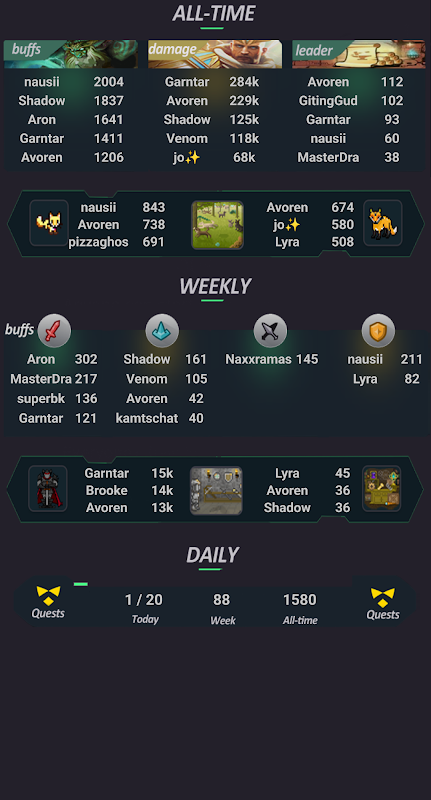 ALL-TIME
buffs damage leader
nausii 2004 Garntar 284k Avoren 112
Shadow 1837 Avoren 229k GitingGud 102
Aron 1641 Shadow 125k Garntar 93
Garntar 1411 Venom 118k nausii 60
Avoren 1206 jo✨ 68k MasterDra 38
nausii 843 Avoren 674
Avoren 738 jo✨ 580
pizzaghos 691 Lyra 508
WEEKLY
buffs
Aron 302 Shadow 161 Naxxramas 145 nausii 211
MasterDra 217 Venom 105 Lyra 82
superbk 136 Avoren 42
Garntar 121 kamtschat 40
Garntar 15k Lyra 45
Brooke 14k Avoren 36
Avoren 13k Shadow 36
DAILY
Quests 1 / 20 88 1580 Quests
Today Week All-time